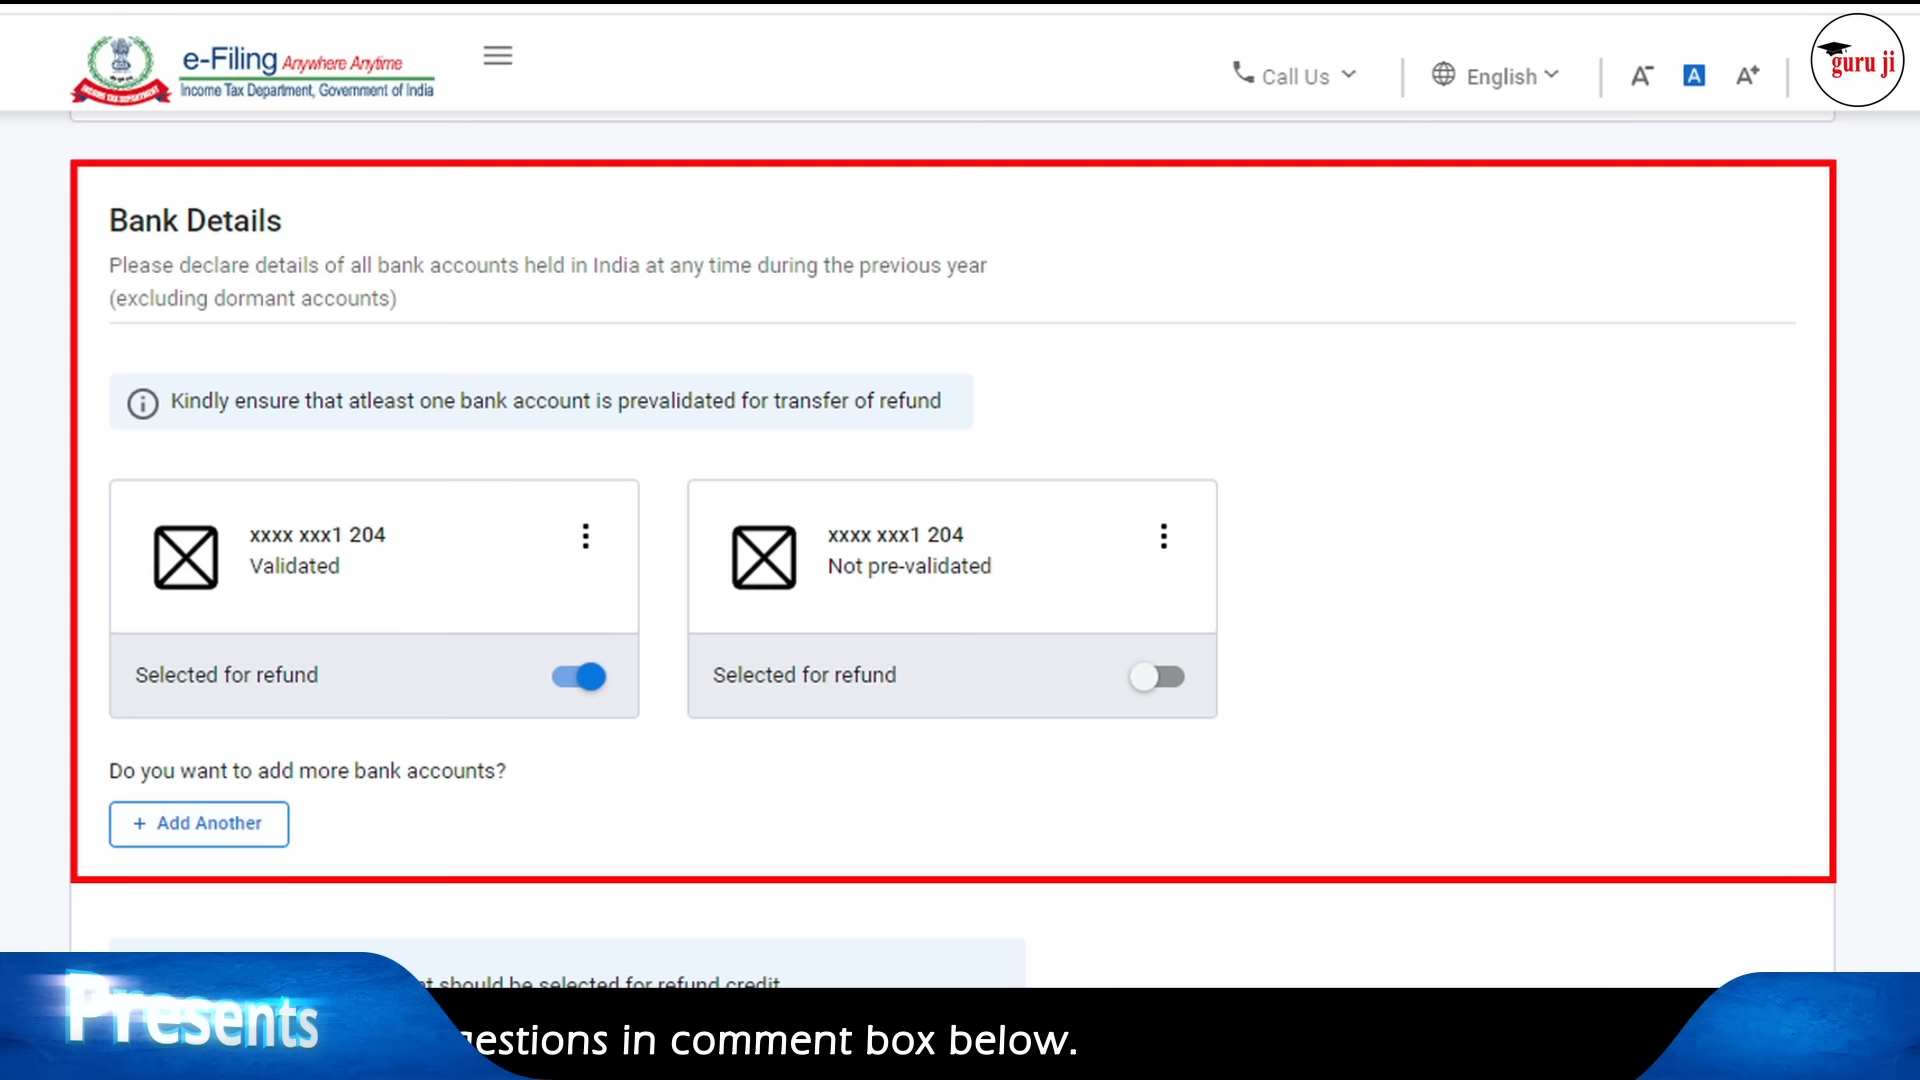 e-Filing Anywhere Anytime
Income Tax Department, Government of India
INCOME TAX DEPARTMENT
Call Us
English
A-
A
A+
guru ji
Bank Details
Please declare details of all bank accounts held in India at any time during the previous year
(excluding dormant accounts)
Kindly ensure that atleast one bank account is prevalidated for transfer of refund
xxxx xxx1 204
Validated
xxxx xxx1 204
Not pre-validated
Selected for refund
Selected for refund
Do you want to add more bank accounts?
+ Add Another
should be selected for refund credit
Presents
in comment box below.